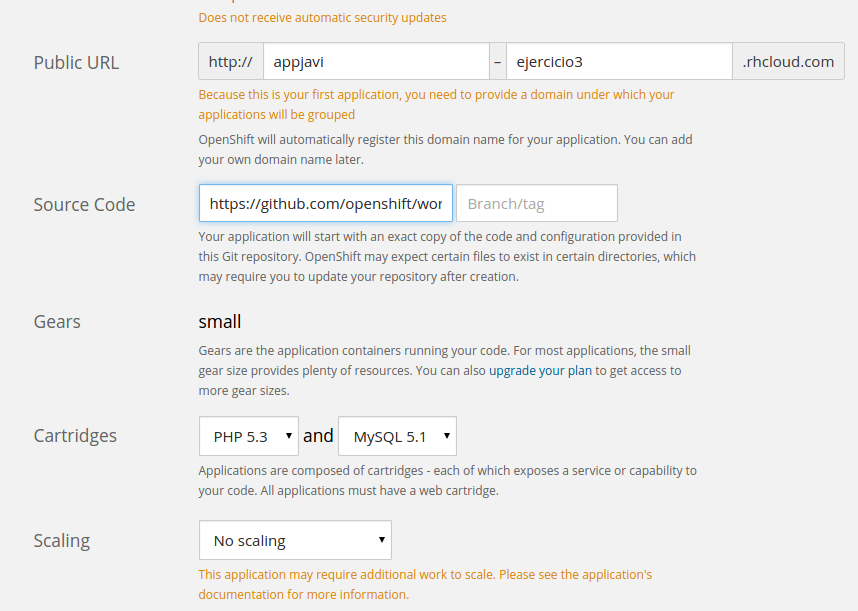 Does not receive automatic security updates
Public URL http:// appjavi – ejercicio3 .rhcloud.com
Because this is your first application, you need to provide a domain under which your
applications will be grouped
OpenShift will automatically register this domain name for your application. You can add
your own domain name later.
Source Code https://github.com/openshift/wor Branch/tag
Your application will start with an exact copy of the code and configuration provided in
this Git repository. OpenShift may expect certain files to exist in certain directories, which
may require you to update your repository after creation.
Gears small
Gears are the application containers running your code. For most applications, the small
gear size provides plenty of resources. You can also upgrade your plan to get access to
more gear sizes.
Cartridges PHP 5.3 and MySQL 5.1
Applications are composed of cartridges - each of which exposes a service or capability to
your code. All applications must have a web cartridge.
Scaling No scaling
This application may require additional work to scale. Please see the application's
documentation for more information.